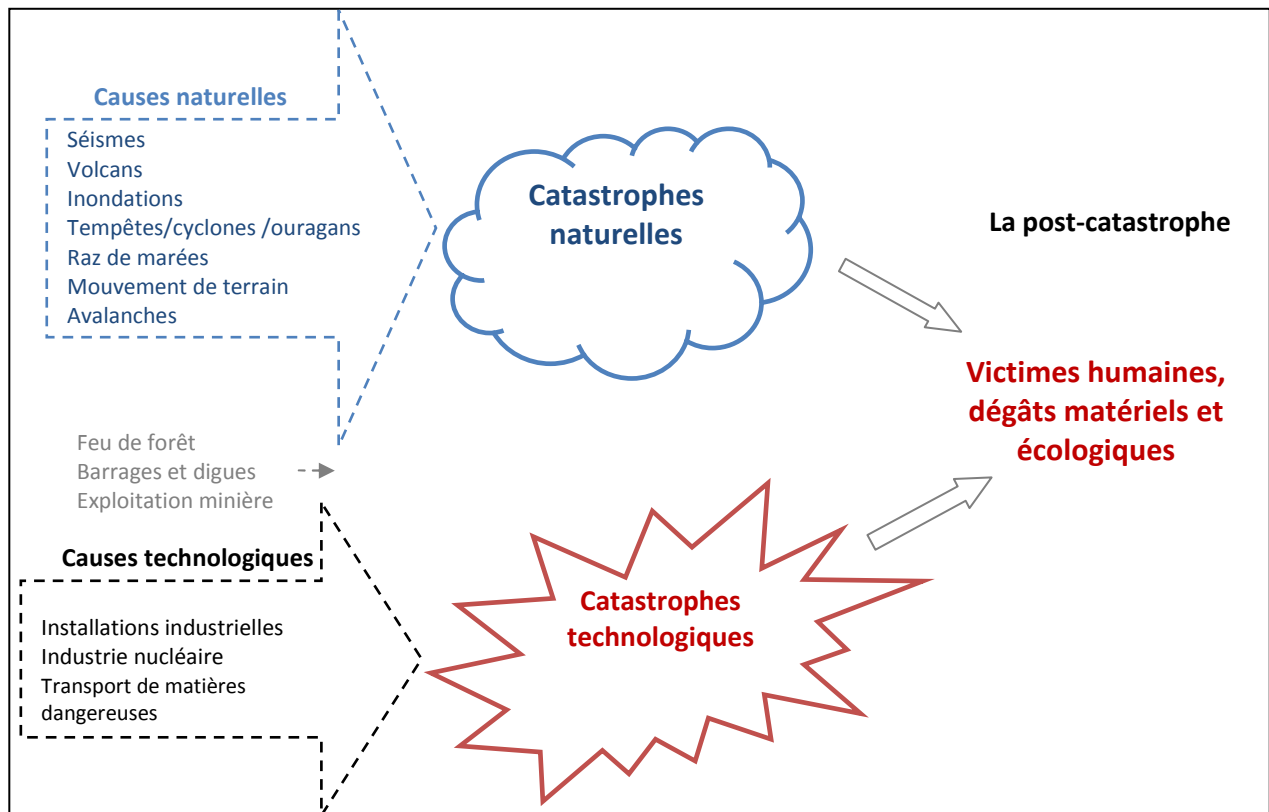 Causes naturelles
Séismes
Volcans
Inondations
Tempêtes/cyclones /ouragans
Raz de marées
Mouvement de terrain
Avalanches
Catastrophes
naturelles
La post-catastrophe
Victimes humaines,
dégâts matériels et
écologiques
Feu de forêt
Barrages et digues
Exploitation minière
Causes technologiques
Installations industrielles
Industrie nucléaire
Transport de matières
dangereuses
Catastrophes
technologiques